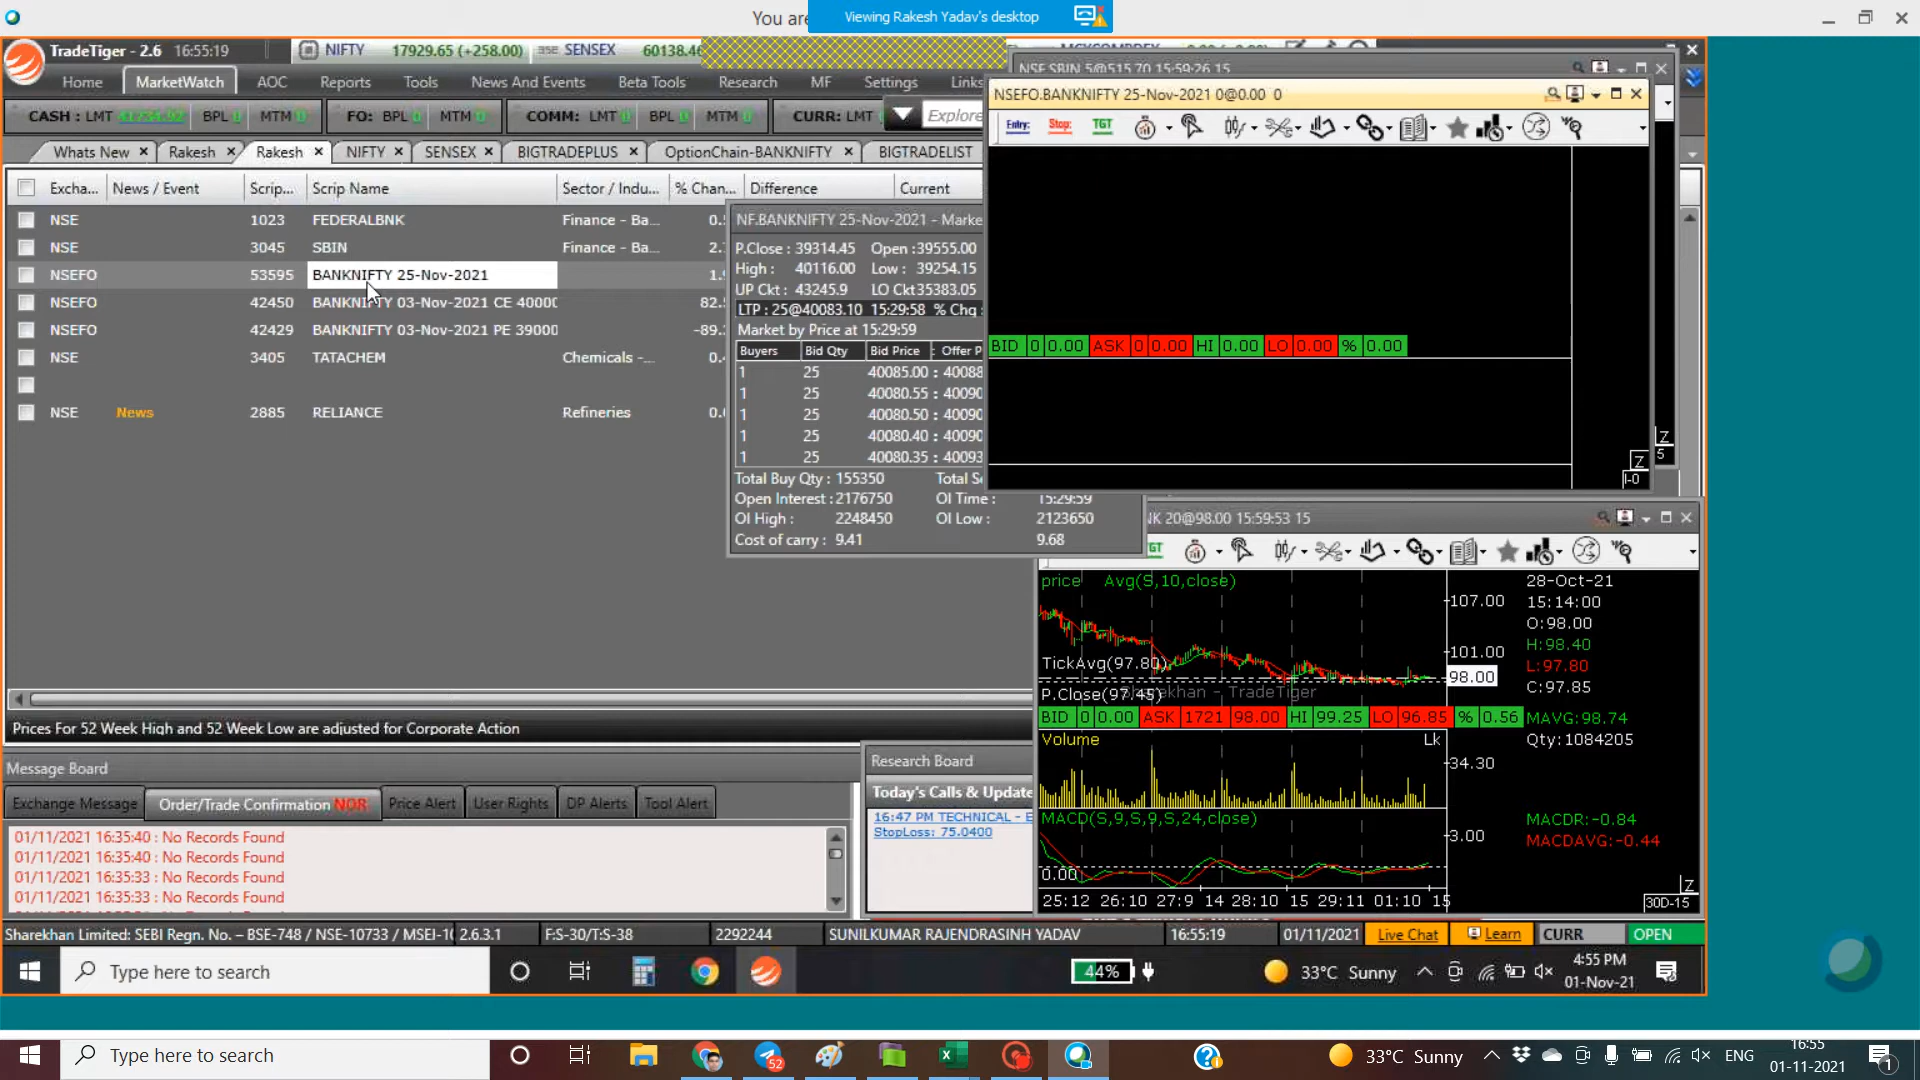 You are
Viewing Rakesh Yadav's desktop
TradeTiger - 2.6 16:55:19
NIFTY 17929.65 (+258.00) SENSEX 60138.46
Home MarketWatch AOC Reports Tools News And Events Beta Tools Research MF Settings Links
CASH : LMT BPL MTM FO: BPL MTM COMM: LMT BPL MTM CURR: LMT Explore
Whats New Rakesh Rakesh NIFTY SENSEX BIGTRADEPLUS OptionChain-BANKNIFTY BIGTRADELIST
Excha... News / Event Scrip... Scrip Name Sector / Indu... % Chan... Difference Current
NSE 1023 FEDERALBNK Finance - Ba...
NSE 3045 SBIN Finance - Ba...
NSEFO 53595 BANKNIFTY 25-Nov-2021
NSEFO 42450 BANKNIFTY 03-Nov-2021 CE 40000 82.
NSEFO 42429 BANKNIFTY 03-Nov-2021 PE 39000 -89.
NSE 3405 TATACHEM Chemicals -...
NSE News 2885 RELIANCE Refineries
Prices For 52 Week High and 52 Week Low are adjusted for Corporate Action
NF.BANKNIFTY 25-Nov-2021 - Marke
P.Close : 39314.45 Open :39555.00
High : 40116.00 Low : 39254.15
UP Ckt : 43245.9 LO Ckt35383.05
LTP : 25@40083.10 15:29:58 % Chg
Market by Price at 15:29:59
Buyers Bid Qty Bid Price : Offer P
1 25 40085.00 : 40088
1 25 40080.55 : 40090
1 25 40080.50 : 40090
1 25 40080.40 : 40090
1 25 40080.35 : 40093
Total Buy Qty : 155350 Total S
Open Interest : 2176750 OI Time : 15:29:59
OI High : 2248450 OI Low : 2123650
Cost of carry : 9.41 9.68
NSE SBIN 5@515.70 15:59:26 15
NSEFO.BANKNIFTY 25-Nov-2021 0@0.00 0
Entry: Stop: TGT
BID 0 0.00 ASK 0 0.00 HI 0.00 LO 0.00 % 0.00
Z
5
Z
I-0
NK 20@98.00 15:59:53 15
GT
price Avg(S,10,close)
28-Oct-21
107.00 15:14:00
O:98.00
H:98.40
101.00
TickAvg(97.80) L:97.80
98.00
P.Close(97.45) Sharekhan - TradeTiger C:97.85
BID 0 0.00 ASK 1721 98.00 HI 99.25 LO 96.85 % 0.56 MAVG:98.74
Volume Lk Qty:1084205
34.30
MACD(S,9,S,9,S,24,close) MACDR:-0.84
3.00 MACDAVG:-0.44
0.00
Z
25:12 26:10 27:9 14 28:10 15 29:11 01:10 15 30D-15
Message Board
Exchange Message Order/Trade Confirmation NOR Price Alert User Rights DP Alerts Tool Alert
01/11/2021 16:35:40 : No Records Found
01/11/2021 16:35:40 : No Records Found
01/11/2021 16:35:33 : No Records Found
01/11/2021 16:35:33 : No Records Found
Research Board
Today's Calls & Update
16:47 PM TECHNICAL - E
StopLoss: 75.0400
Sharekhan Limited: SEBI Regn. No. – BSE-748 / NSE-10733 / MSEI-1 2.6.3.1 F:S-30/T:S-38 2292244 SUNILKUMAR RAJENDRASINH YADAV 16:55:19 01/11/2021 Live Chat Learn CURR OPEN
Type here to search 44% 33°C Sunny 4:55 PM
01-Nov-21
Type here to search 52 33°C Sunny ENG 16:55
01-11-2021 1